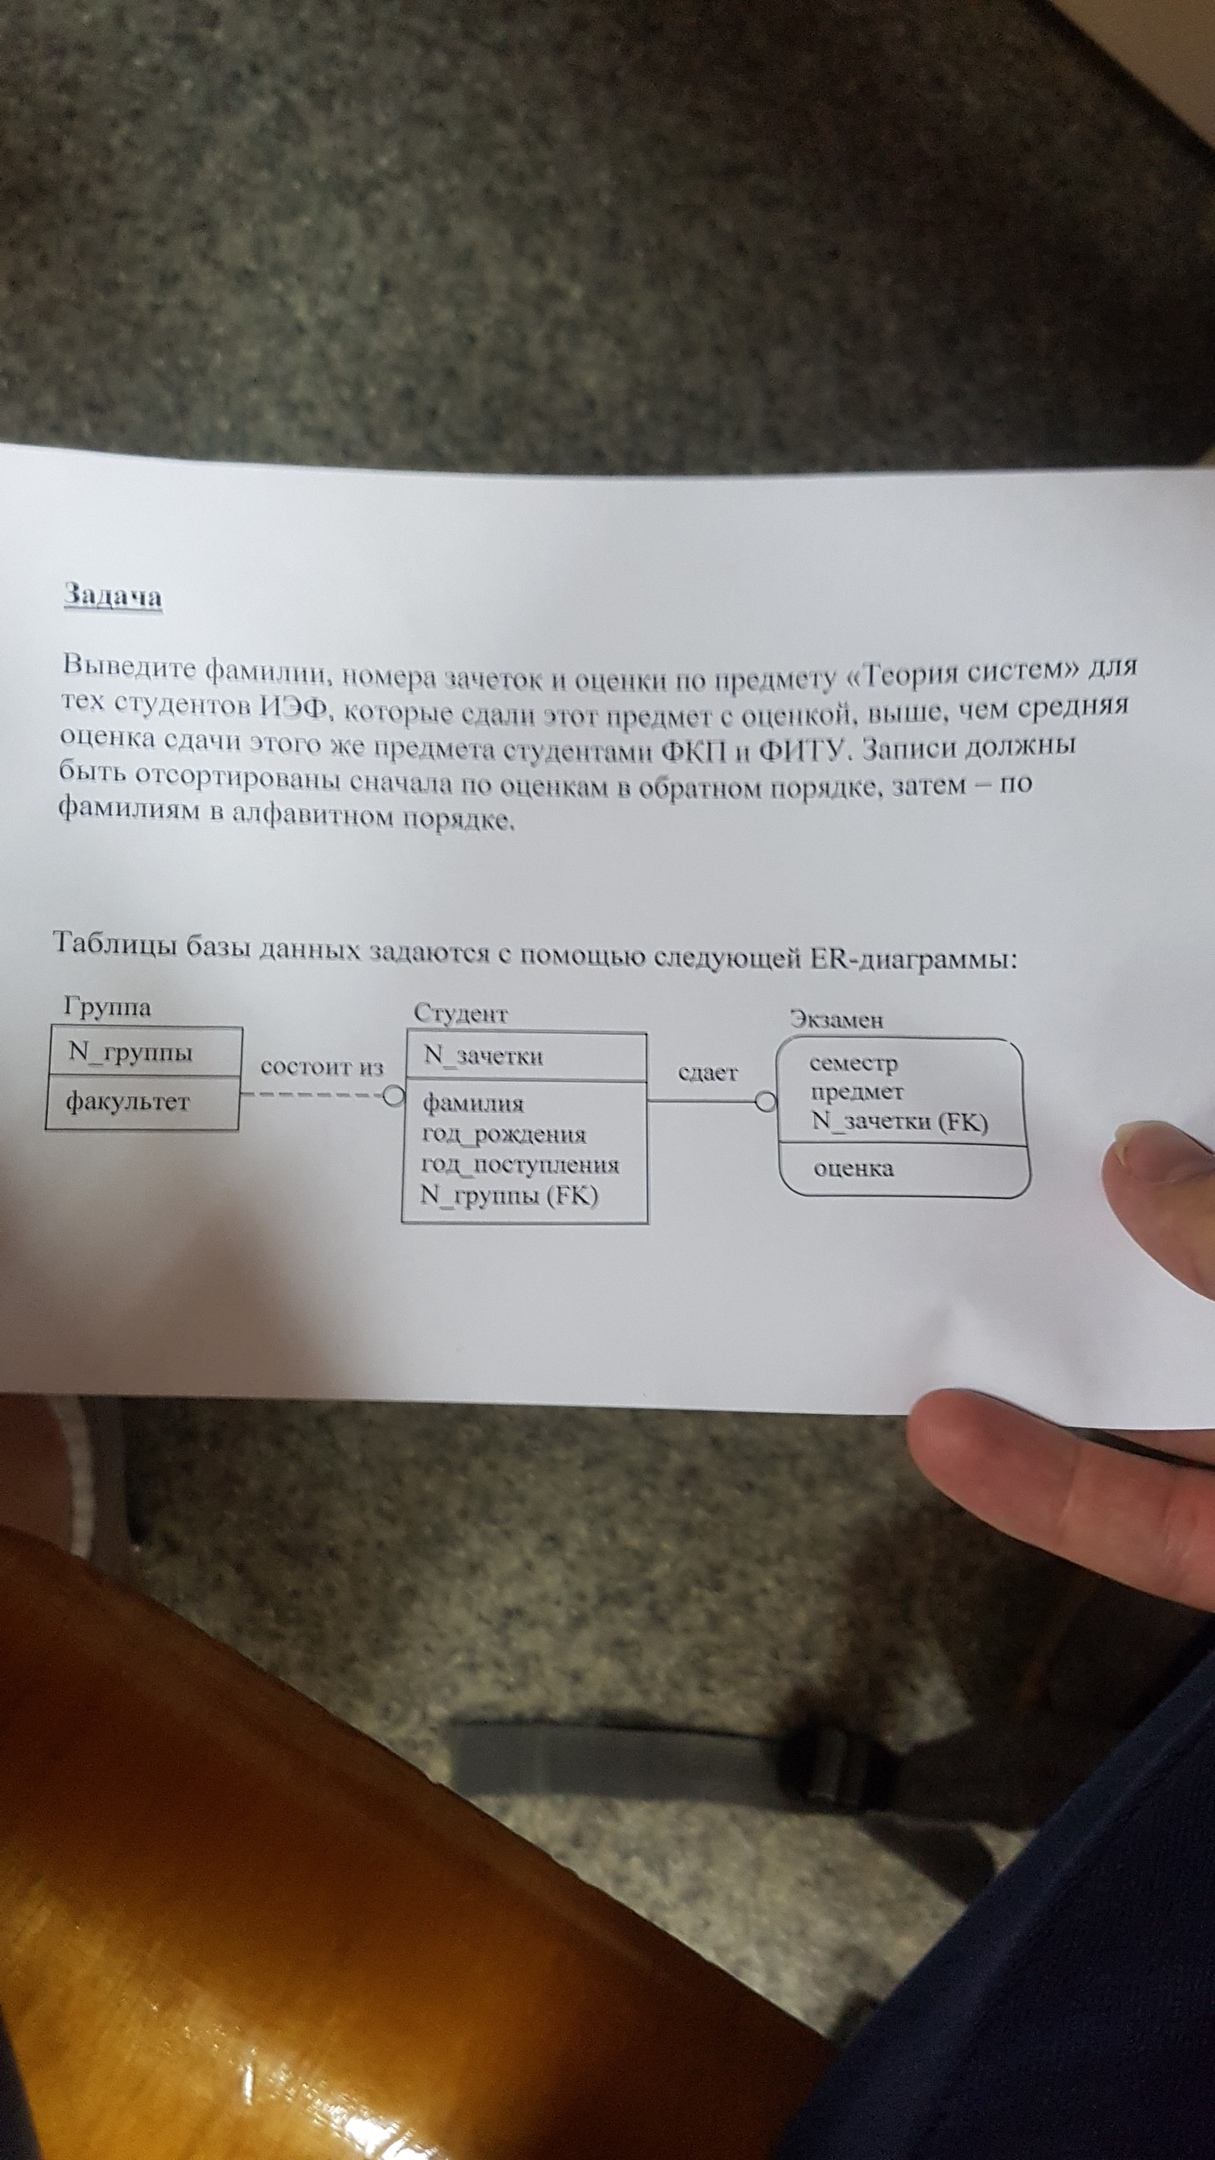 Задача
Выведите фамилии, номера зачеток и оценки по предмету «Теория систем» для
тех студентов ИЭФ, которые сдали этот предмет с оценкой, выше, чем средняя
оценка сдачи этого же предмета студентами ФКП и ФИТУ. Записи должны
быть отсортированы сначала по оценкам в обратном порядке, затем – по
фамилиям в алфавитном порядке.
Таблицы базы данных задаются с помощью следующей ER-диаграммы:
Группа
N_группы
факультет
состоит из
Студент
N_зачетки
фамилия
год_рождения
год_поступления
N_группы (FK)
сдает
Экзамен
семестр
предмет
N_зачетки (FK)
оценка